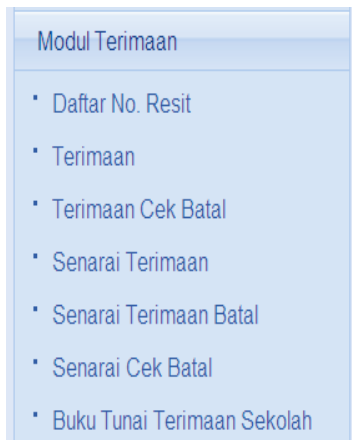 Modul Terimaan
Daftar No. Resit
Terimaan
Terimaan Cek Batal
Senarai Terimaan
Senarai Terimaan Batal
Senarai Cek Batal
Buku Tunai Terimaan Sekolah